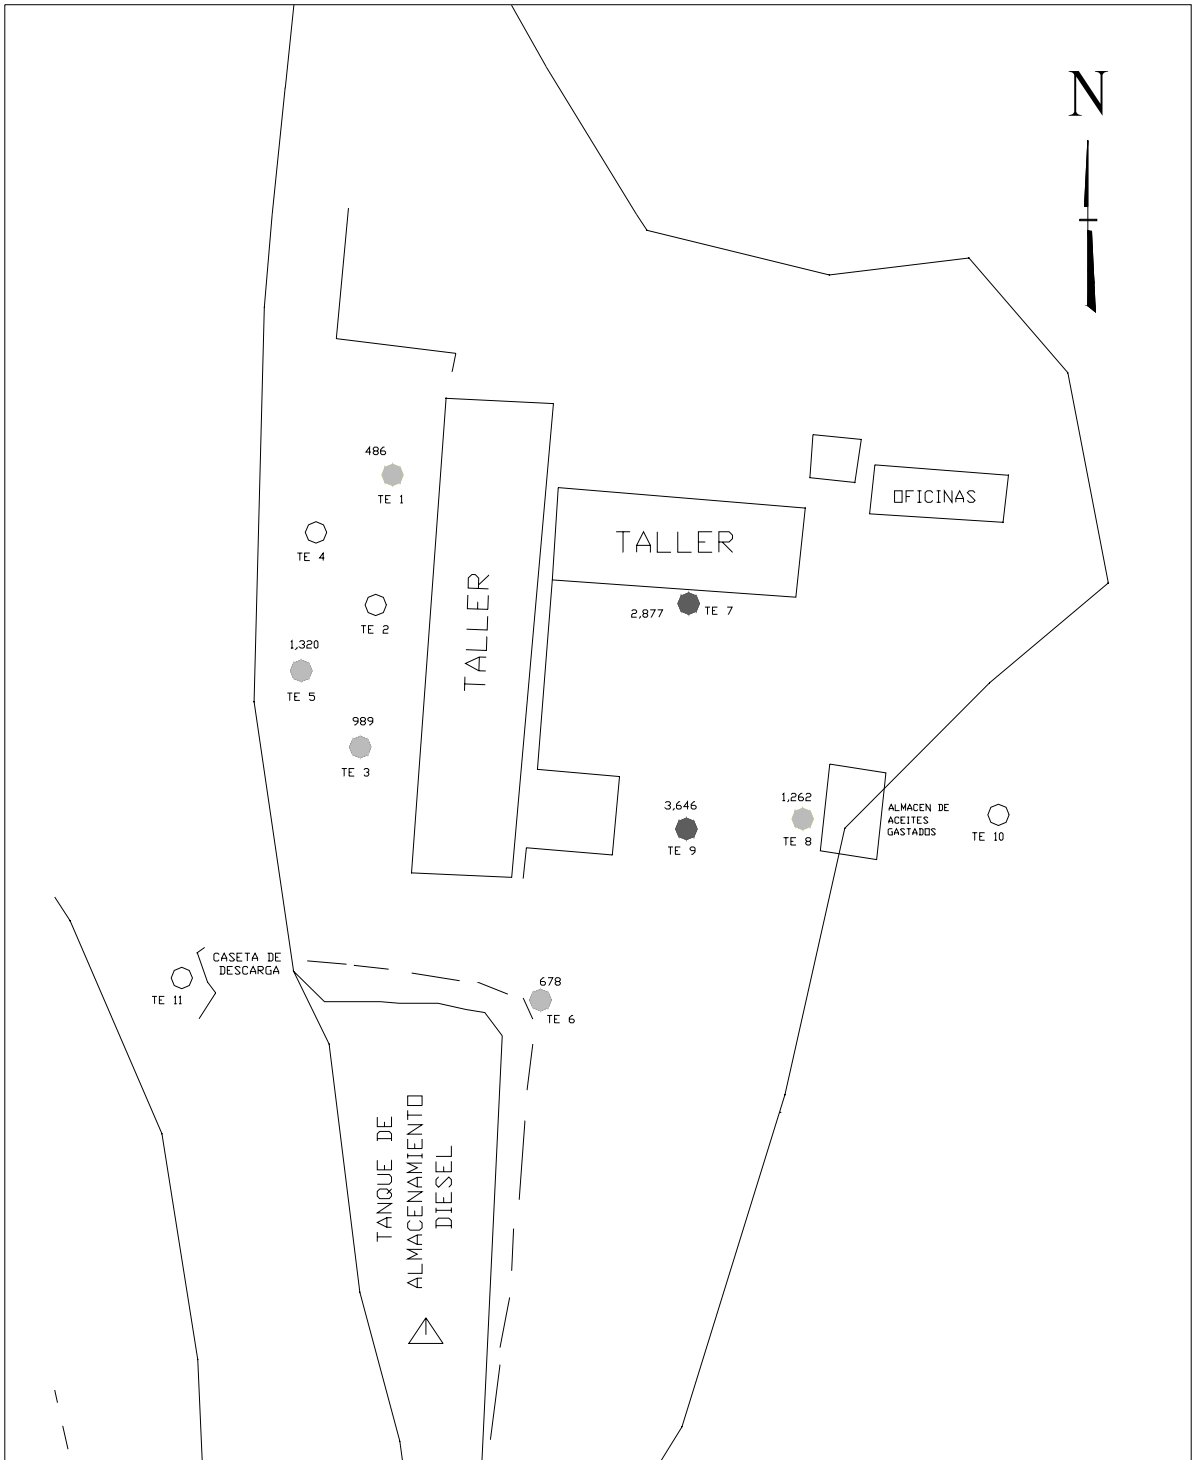 N
486
TE 1
OFICINAS
TALLER
TE 4
TALLER
2,877
TE 7
TE 2
1,320
TE 5
989
TE 3
3,646
TE 9
1,262
TE 8
ALMACEN DE
ACEITES
GASTADOS
TE 10
CASETA DE
DESCARGA
TE 11
678
TE 6
TANQUE DE
ALMACENAMIENTO
DIESEL